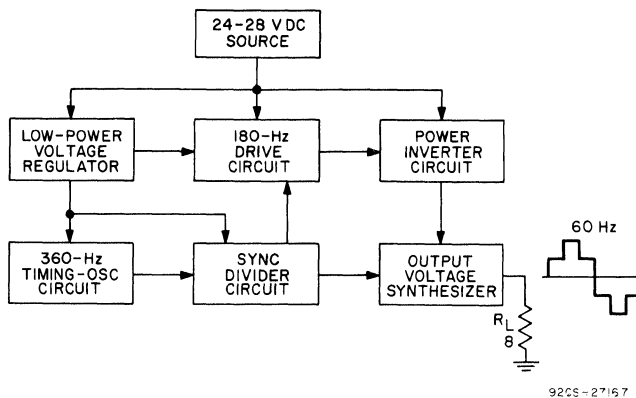 24-28 V DC
SOURCE
LOW-POWER
VOLTAGE
REGULATOR
180-Hz
DRIVE
CIRCUIT
POWER
INVERTER
CIRCUIT
360-Hz
TIMING-OSC
CIRCUIT
SYNC
DIVIDER
CIRCUIT
OUTPUT
VOLTAGE
SYNTHESIZER
60 Hz
RL
8
92CS-27167